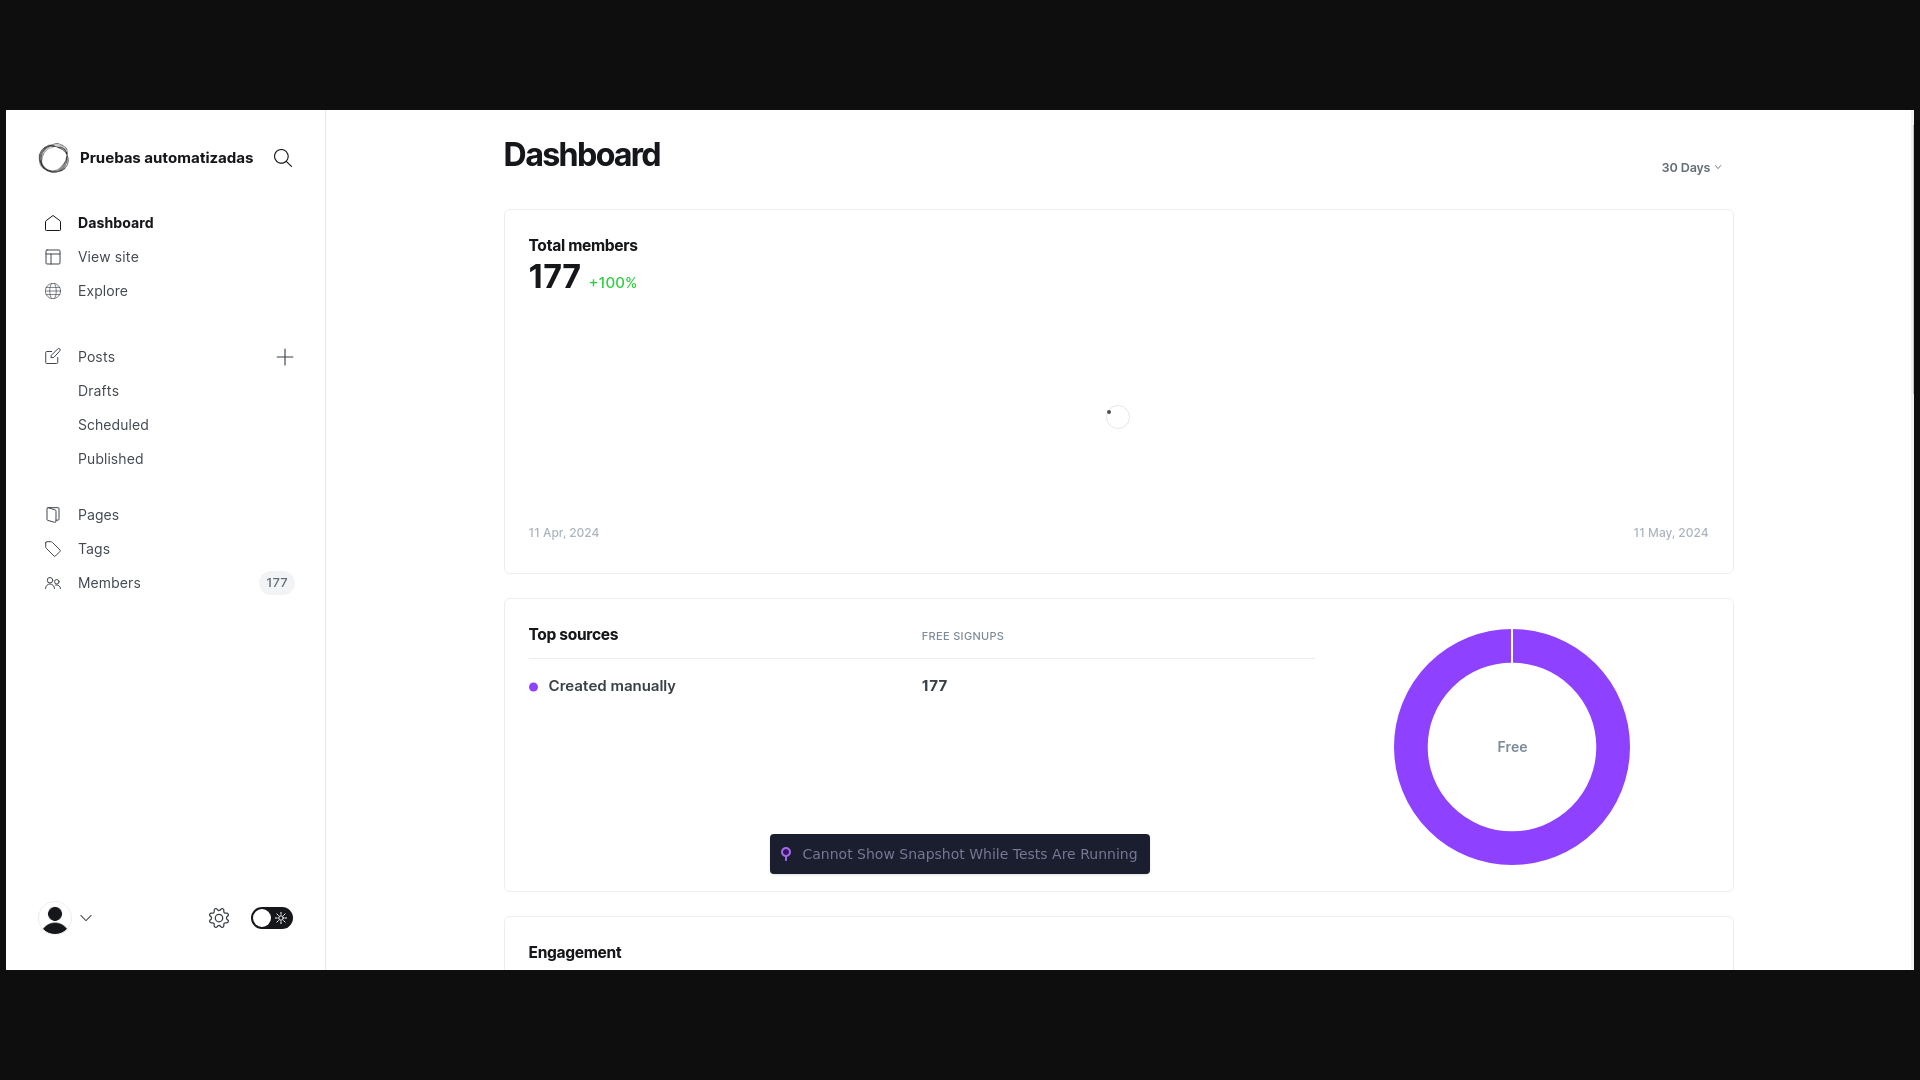 Pruebas automatizadas
Dashboard
View site
Explore
Posts
Drafts
Scheduled
Published
Pages
Tags
Members 177
Dashboard
30 Days
Total members
177 +100%
11 Apr, 2024 11 May, 2024
Top sources FREE SIGNUPS
Created manually 177
Free
Cannot Show Snapshot While Tests Are Running
Engagement